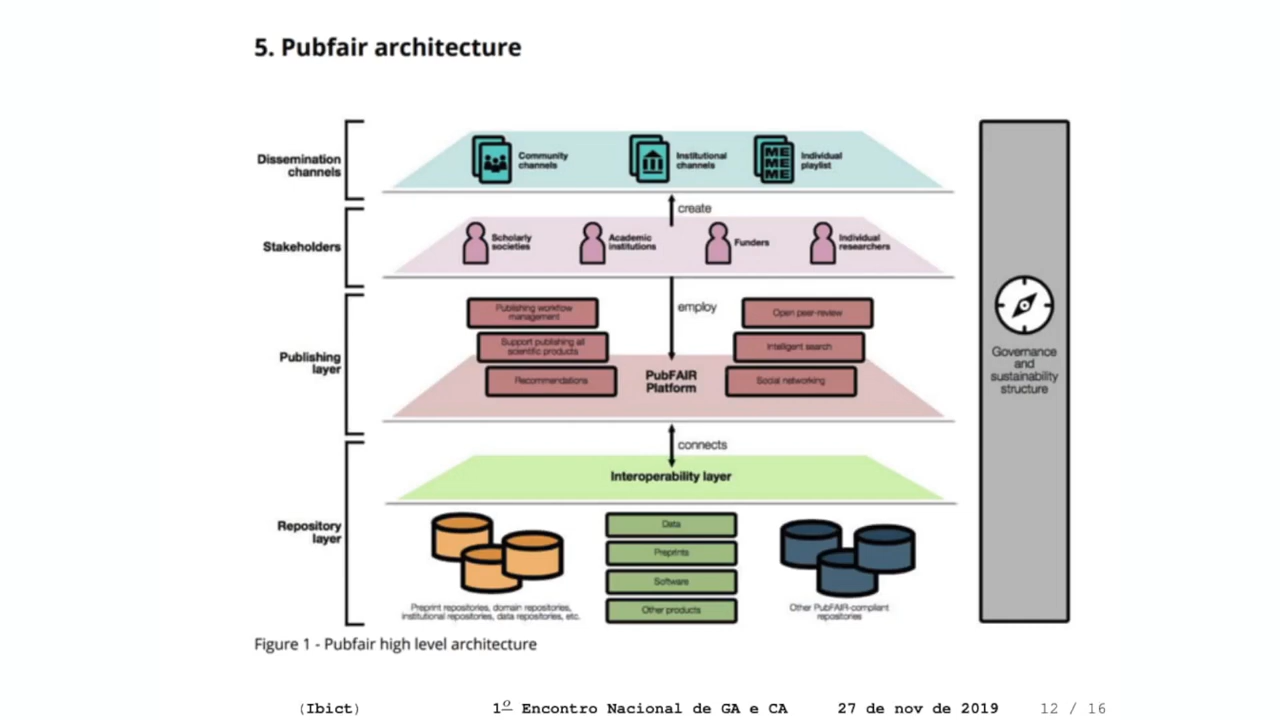 5. Pubfair architecture
Dissemination
channels
Community
channels
Institutional
channels
ME
ME
ME
Individual
playlist
create
Stakeholders
Scholarly
societies
Academic
institutions
Funders
Individual
researchers
employ
Publishing
layer
Publishing workflow
management
Support publishing all
scientific products
Recommendations
PubFAIR
Platform
Open peer-review
Intelligent search
Social networking
connects
Interoperability layer
Repository
layer
Data
Preprints
Software
Other products
Preprint repositories, domain repositories,
institutional repositories, data repositories, etc.
Other PubFAIR-compliant
repositories
Governance
and
sustainability
structure
Figure 1 - Pubfair high level architecture
(Ibict) 1º Encontro Nacional de GA e CA 27 de nov de 2019 12 / 16